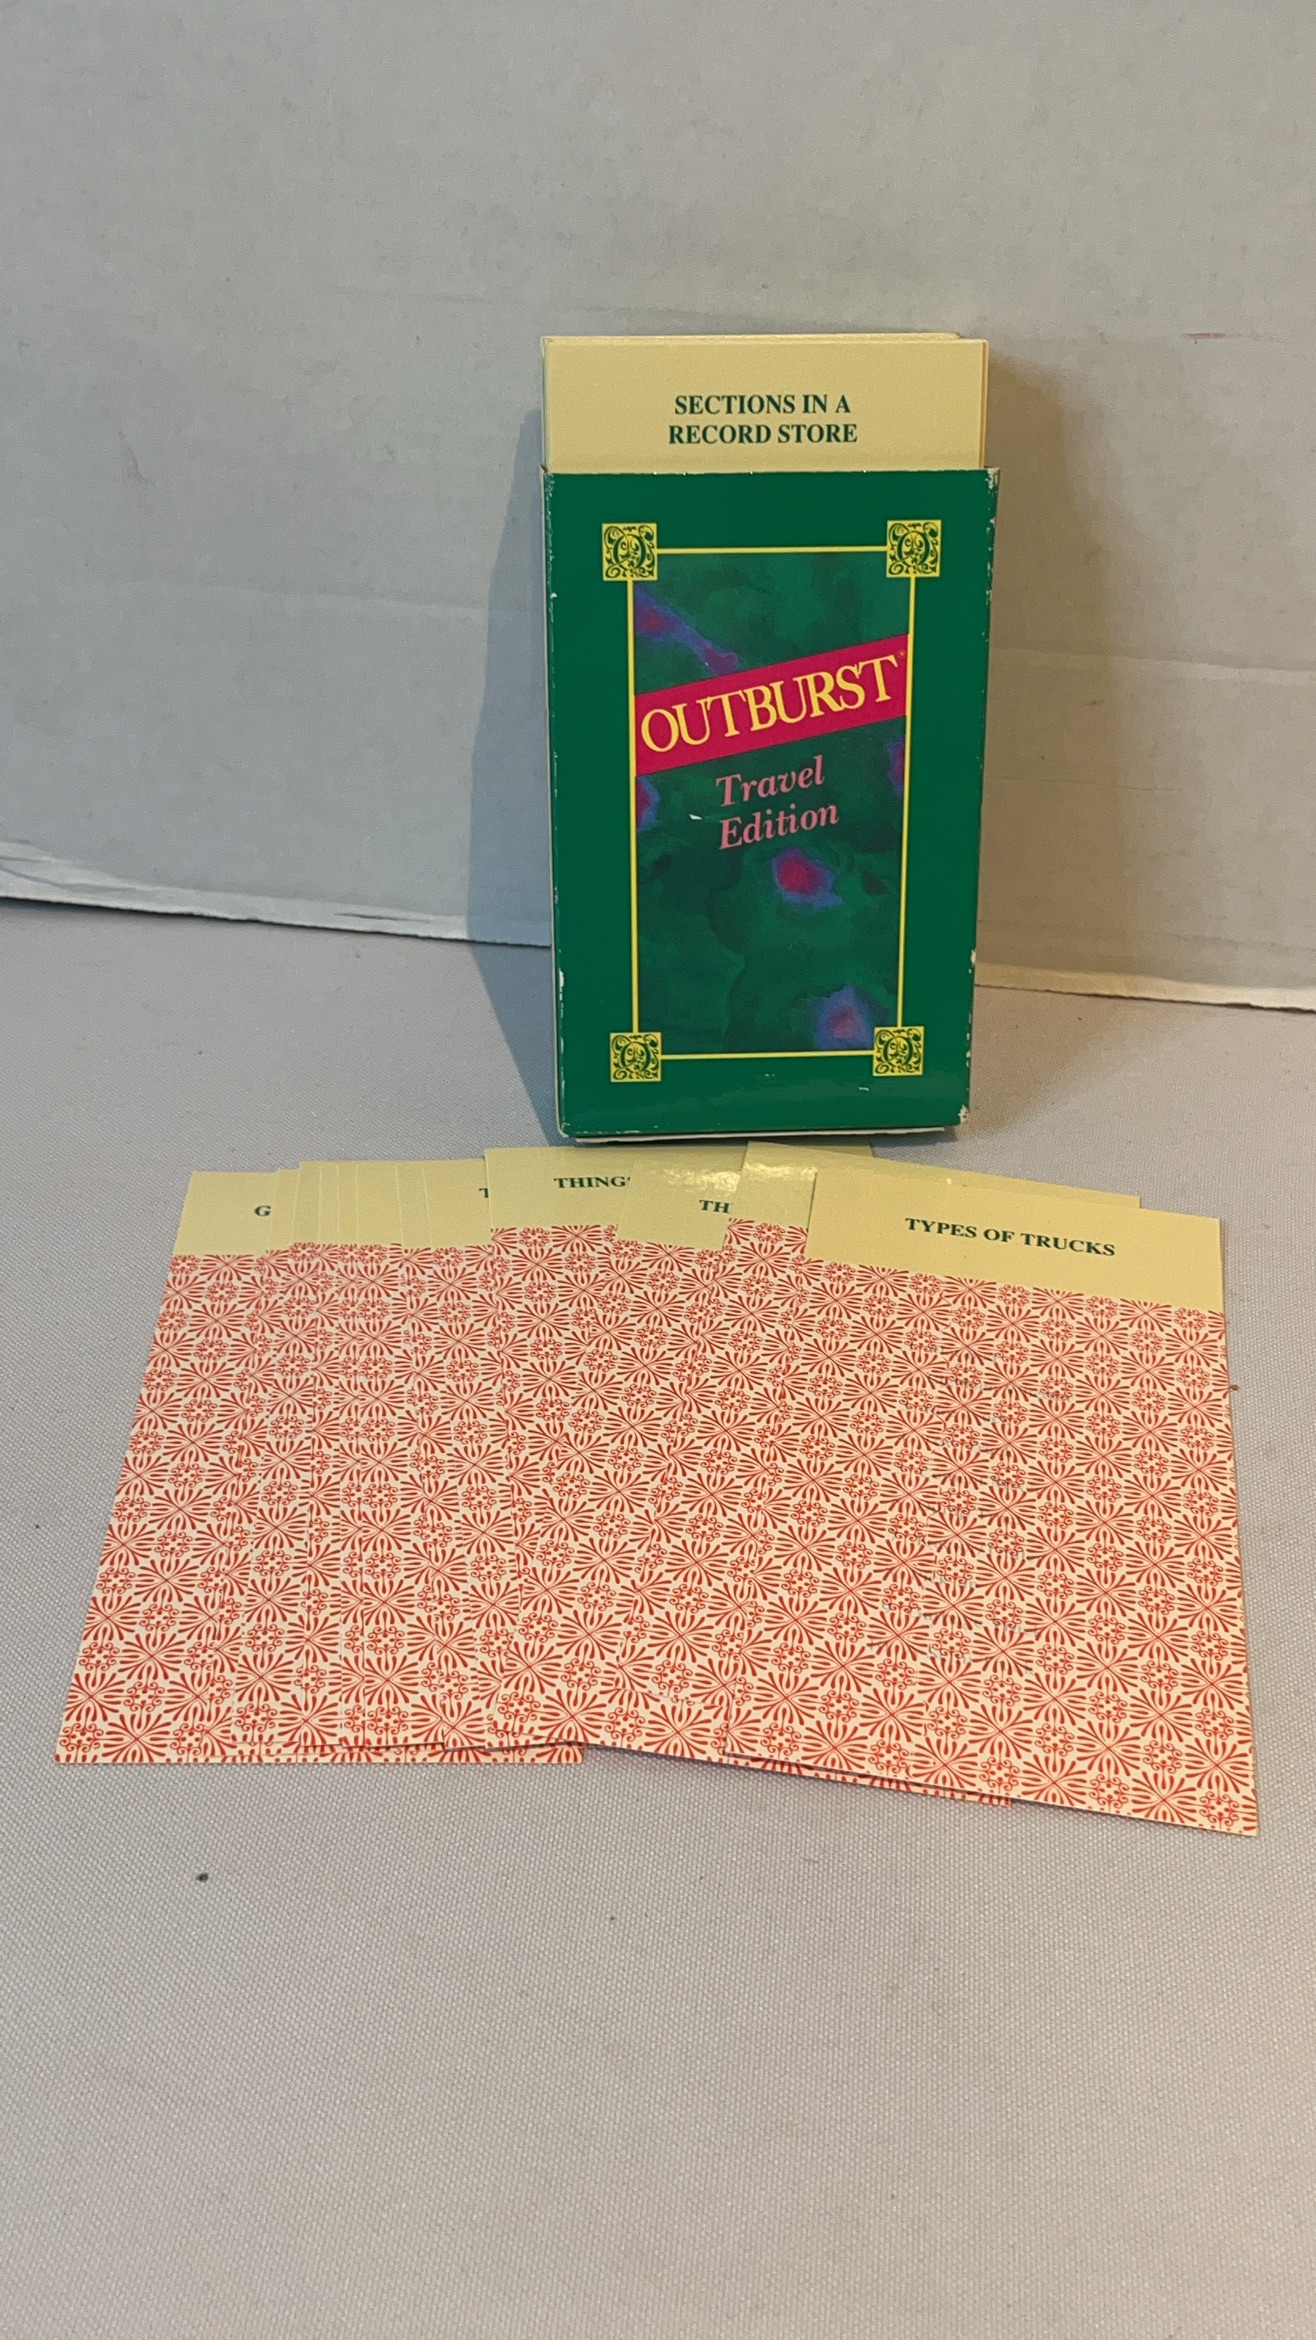 SECTIONS IN A
RECORD STORE
OUTBURST®
Travel
Edition
TYPES OF TRUCKS